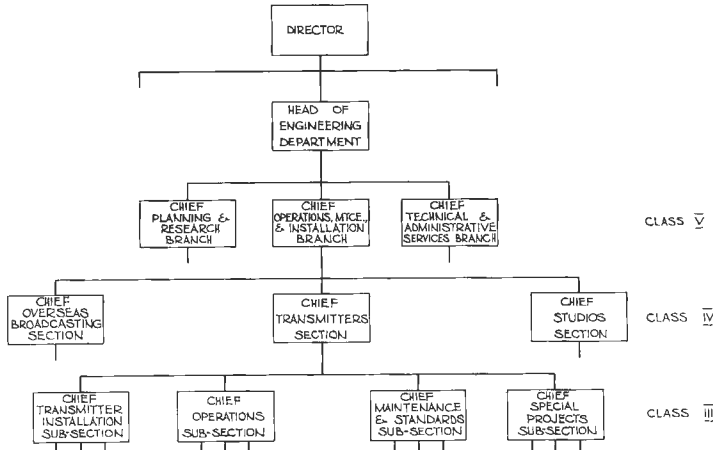 DIRECTOR
HEAD OF
ENGINEERING
DEPARTMENT
CHIEF
PLANNING &
RESEARCH
BRANCH
CHIEF
OPERATIONS, MTCE.,
& INSTALLATION
BRANCH
CHIEF
TECHNICAL &
ADMINISTRATIVE
SERVICES BRANCH
CLASS V
CHIEF
OVERSEAS
BROADCASTING
SECTION
CHIEF
TRANSMITTERS
SECTION
CHIEF
STUDIOS
SECTION
CLASS IV
CHIEF
TRANSMITTER
INSTALLATION
SUB-SECTION
CHIEF
OPERATIONS
SUB-SECTION
CHIEF
MAINTENANCE
& STANDARDS
SUB-SECTION
CHIEF
SPECIAL
PROJECTS
SUB-SECTION
CLASS III